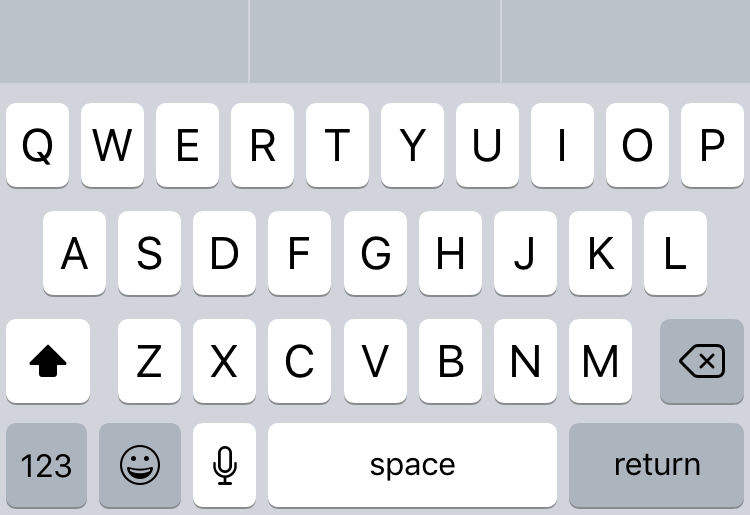 Q W E R T Y U I O P
A S D F G H J K L
Z X C V B N M
123 space return